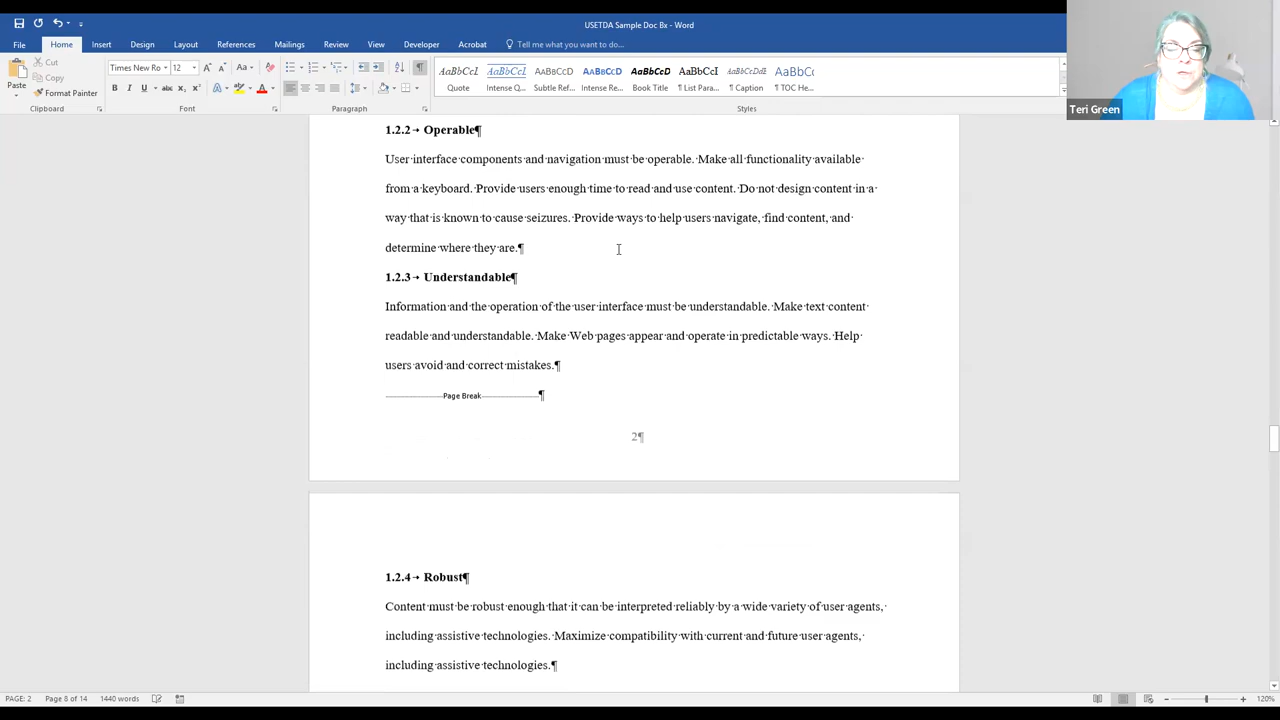 USETDA Sample Doc Bx - Word
File Home Insert Design Layout References Mailings Review View Developer Acrobat Tell me what you want to do...
Paste
Cut
Copy
Format Painter
Clipboard
Times New Ro 12
Font
Paragraph
AaBbCcI AaBbCcI AaBbCcD AaBbCcD AaBbCcD AaBbCcI AaBbCcDdE AaBbC(
Quote Intense Q... Subtle Ref... Intense Re... Book Title ¶ List Para... ¶ Caption ¶ TOC He...
Styles
Teri Green
1.2.2→ Operable¶
User·interface·components·and·navigation·must·be·operable.·Make·all·functionality·available·
from·a·keyboard.·Provide·users·enough·time·to·read·and·use·content.·Do·not·design·content·in·a·
way·that·is·known·to·cause·seizures.·Provide·ways·to·help·users·navigate,·find·content,·and·
determine·where·they·are.¶
1.2.3→ Understandable¶
Information·and·the·operation·of·the·user·interface·must·be·understandable.·Make·text·content·
readable·and·understandable.·Make·Web·pages·appear·and·operate·in·predictable·ways.·Help·
users·avoid·and·correct·mistakes.¶
Page Break¶
2¶
1.2.4→ Robust¶
Content·must·be·robust·enough·that·it·can·be·interpreted·reliably·by·a·wide·variety·of·user·agents,·
including·assistive·technologies.·Maximize·compatibility·with·current·and·future·user·agents,·
including·assistive·technologies.¶
PAGE: 2 Page 8 of 14 1440 words 120%